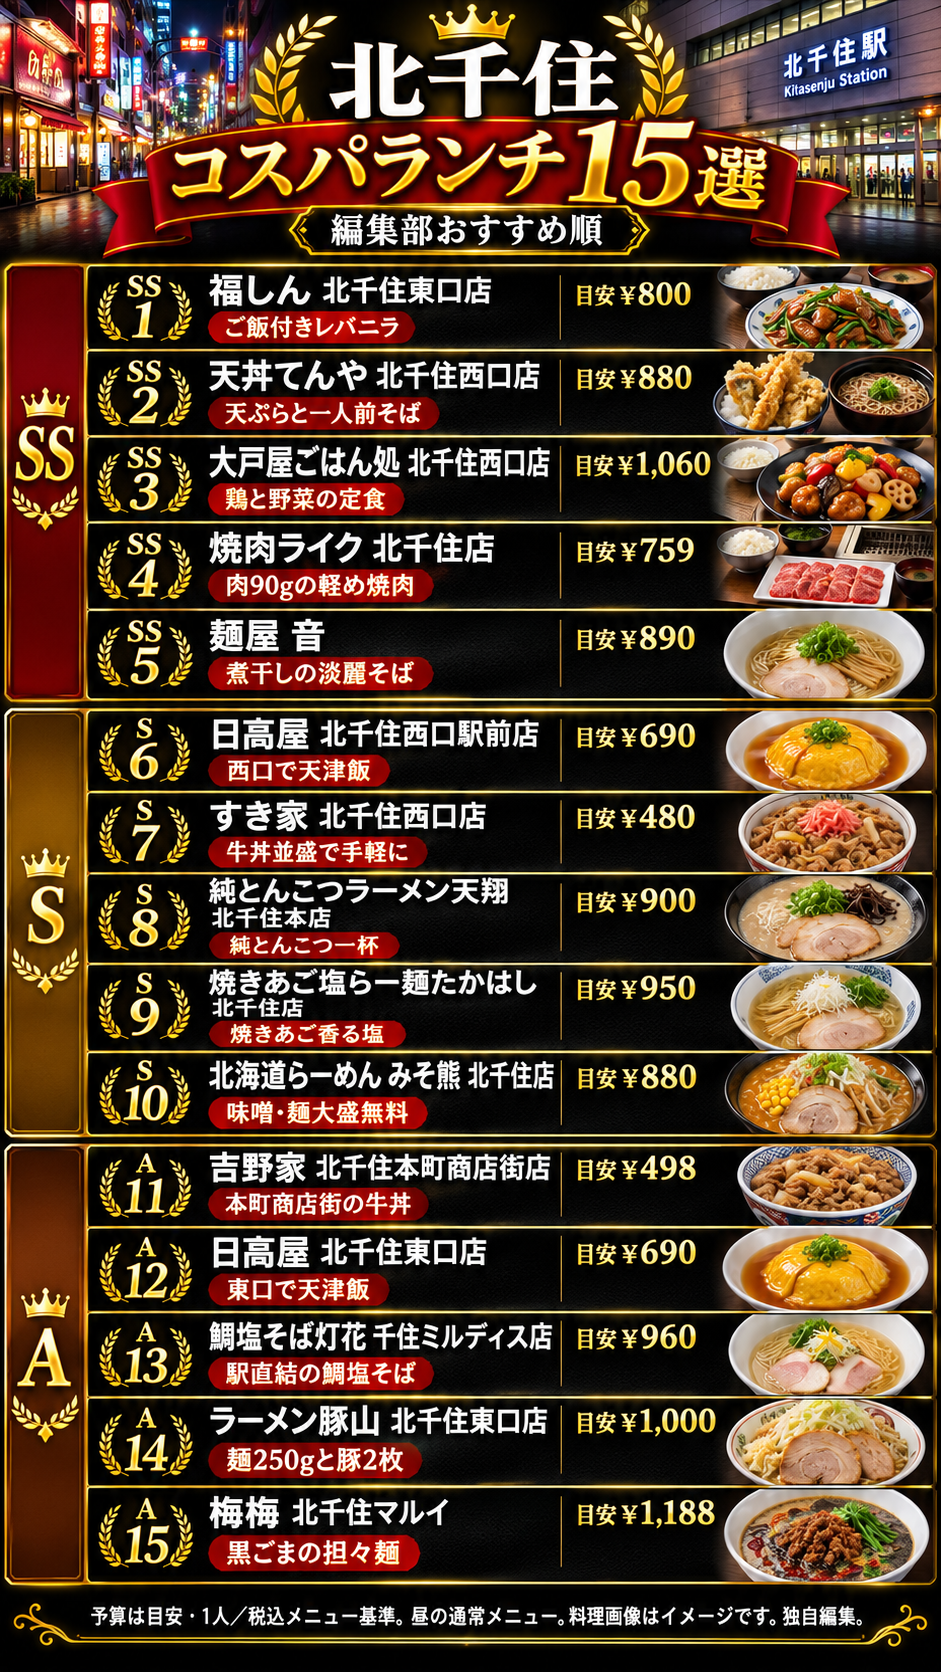 北千住駅
Kitasenju Station
北千住
コスパランチ15選
編集部おすすめ順
SS
SS 1 福しん 北千住東口店 目安¥800
ご飯付きレバニラ
SS 2 天丼てんや 北千住西口店 目安¥880
天ぷらと一人前そば
SS 3 大戸屋ごはん処 北千住西口店 目安¥1,060
鶏と野菜の定食
SS 4 焼肉ライク 北千住店 目安¥759
肉90gの軽め焼肉
SS 5 麺屋 音 目安¥890
煮干しの淡麗そば
S
S 6 日高屋 北千住西口駅前店 目安¥690
西口で天津飯
S 7 すき家 北千住西口店 目安¥480
牛丼並盛で手軽に
S 8 純とんこつラーメン天翔 目安¥900
北千住本店
純とんこつ一杯
S 9 焼きあご塩らー麺たかはし 目安¥950
北千住店
焼きあご香る塩
S 10 北海道らーめん みそ熊 北千住店 目安¥880
味噌・麺大盛無料
A
A 11 吉野家 北千住本町商店街店 目安¥498
本町商店街の牛丼
A 12 日高屋 北千住東口店 目安¥690
東口で天津飯
A 13 鯛塩そば灯花 千住ミルディス店 目安¥960
駅直結の鯛塩そば
A 14 ラーメン豚山 北千住東口店 目安¥1,000
麺250gと豚2枚
A 15 梅梅 北千住マルイ 目安¥1,188
黒ごまの担々麺
予算は目安・1人／税込メニュー基準。昼の通常メニュー。料理画像はイメージです。独自編集。